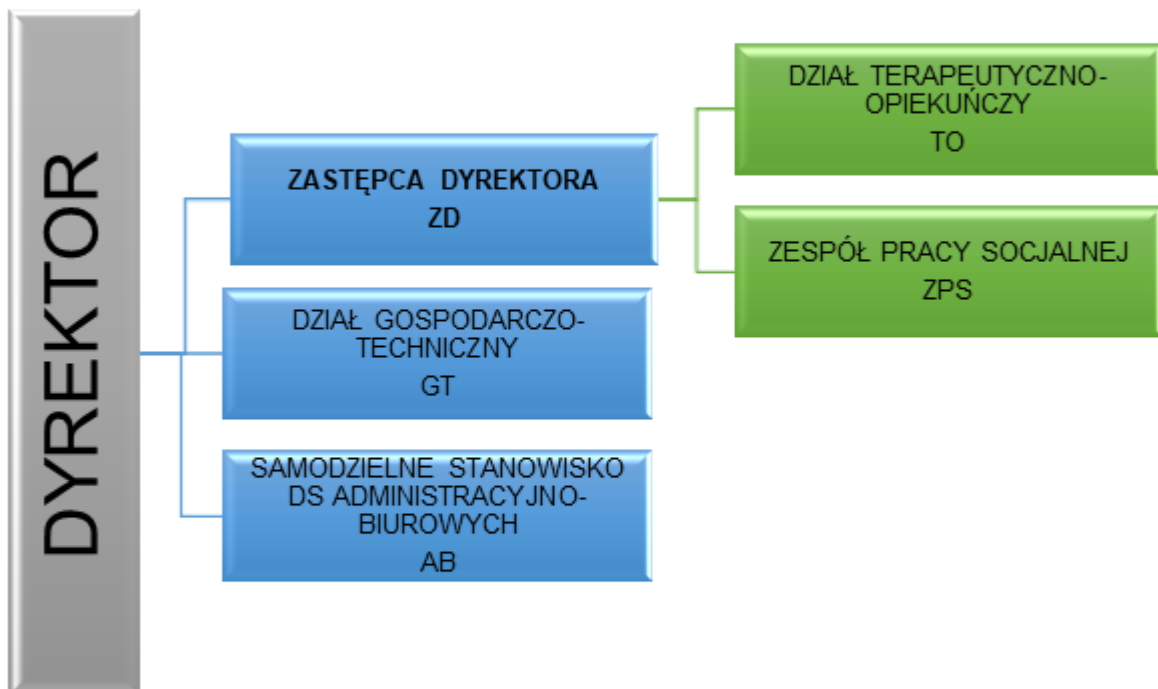 DYREKTOR
ZASTĘPCA DYREKTORA
ZD
DZIAŁ GOSPODARCZO-
TECHNICZNY
GT
SAMODZIELNE STANOWISKO
DS ADMINISTRACYJNO-
BIUROWYCH
AB
DZIAŁ TERAPEUTYCZNO-
OPIEKUŃCZY
TO
ZESPÓŁ PRACY SOCJALNEJ
ZPS